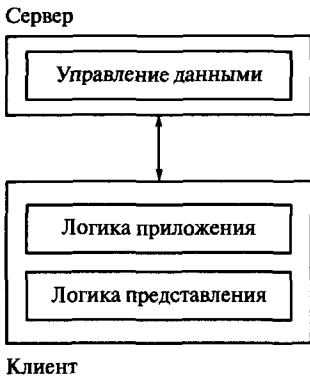 Сервер
Управление данными
Логика приложения
Логика представления
Клиент